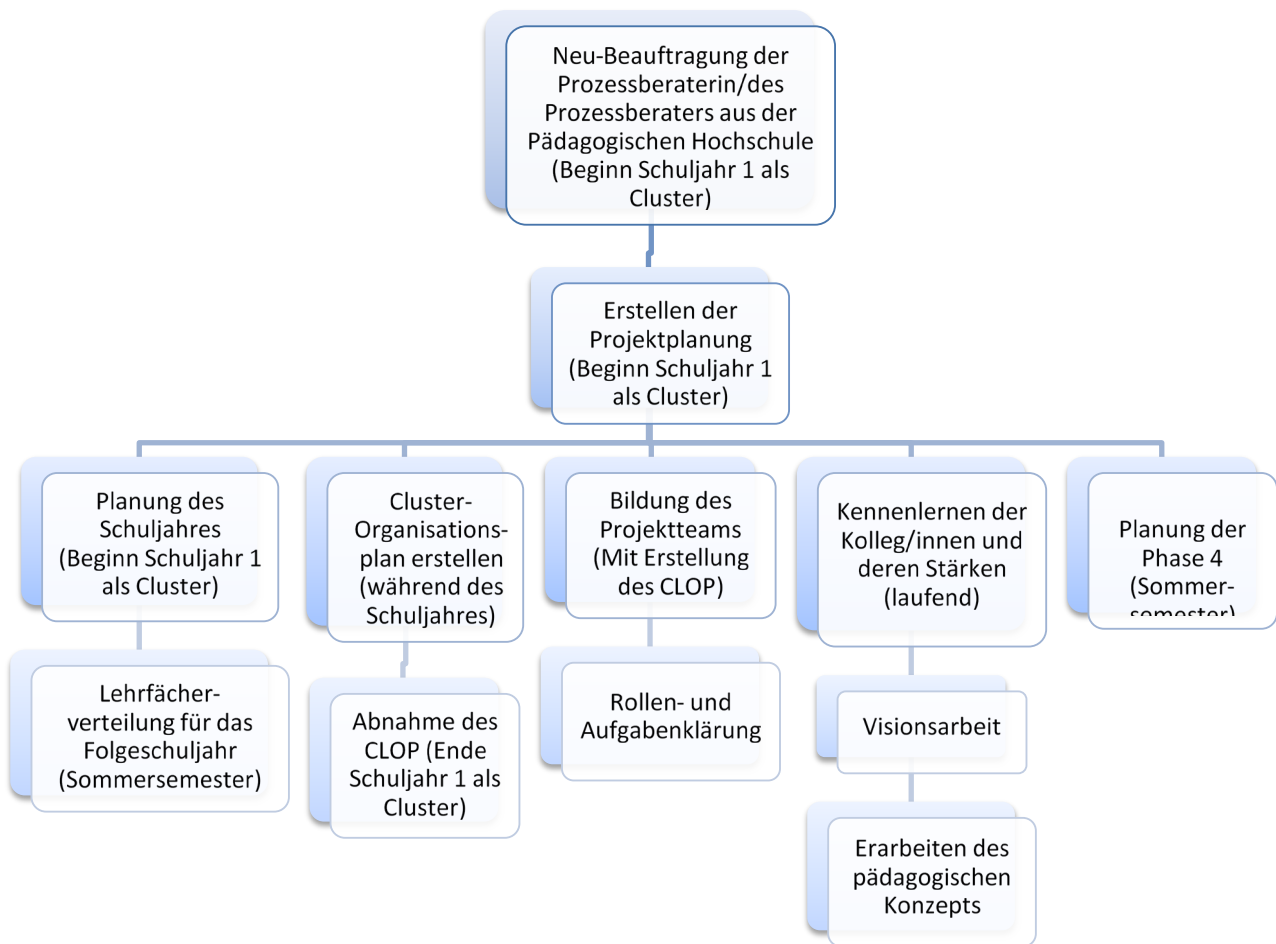 Neu-Beauftragung der
Prozessberaterin/des
Prozessberaters aus der
Pädagogischen Hochschule
(Beginn Schuljahr 1 als
Cluster)
Erstellen der
Projektplanung
(Beginn Schuljahr 1
als Cluster)
Planung des
Schuljahres
(Beginn Schuljahr 1
als Cluster)
Cluster-
Organisations-
plan erstellen
(während des
Schuljahres)
Bildung des
Projektteams
(Mit Erstellung
des CLOP)
Kennenlernen der
Kolleg/innen und
deren Stärken
(laufend)
Planung der
Phase 4
(Sommer-
semester)
Lehrfächer-
verteilung für das
Folgeschuljahr
(Sommersemester)
Abnahme des
CLOP (Ende
Schuljahr 1 als
Cluster)
Rollen- und
Aufgabenklärung
Visionsarbeit
Erarbeiten des
pädagogischen
Konzepts